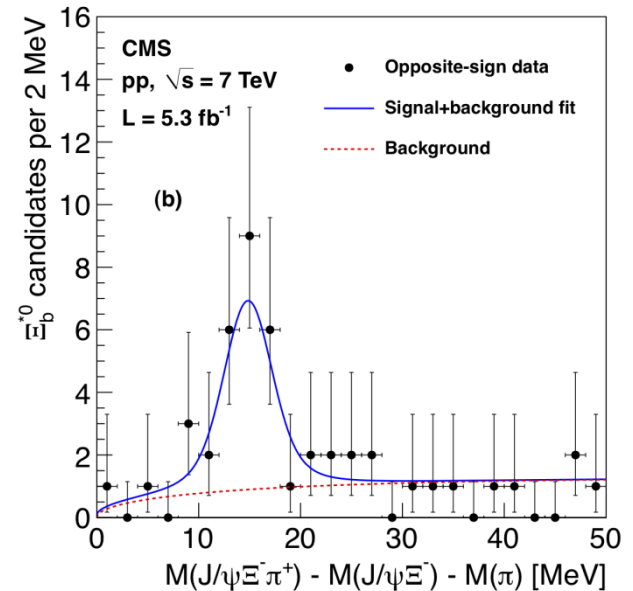 Ξb*0 candidates per 2 MeV
16
14
12
10
8
6
4
2
0
CMS
pp, √s = 7 TeV
L = 5.3 fb-1
(b)
Opposite-sign data
Signal+background fit
Background
0 10 20 30 40 50
M(J/ψΞ-π+) - M(J/ψΞ-) - M(π) [MeV]